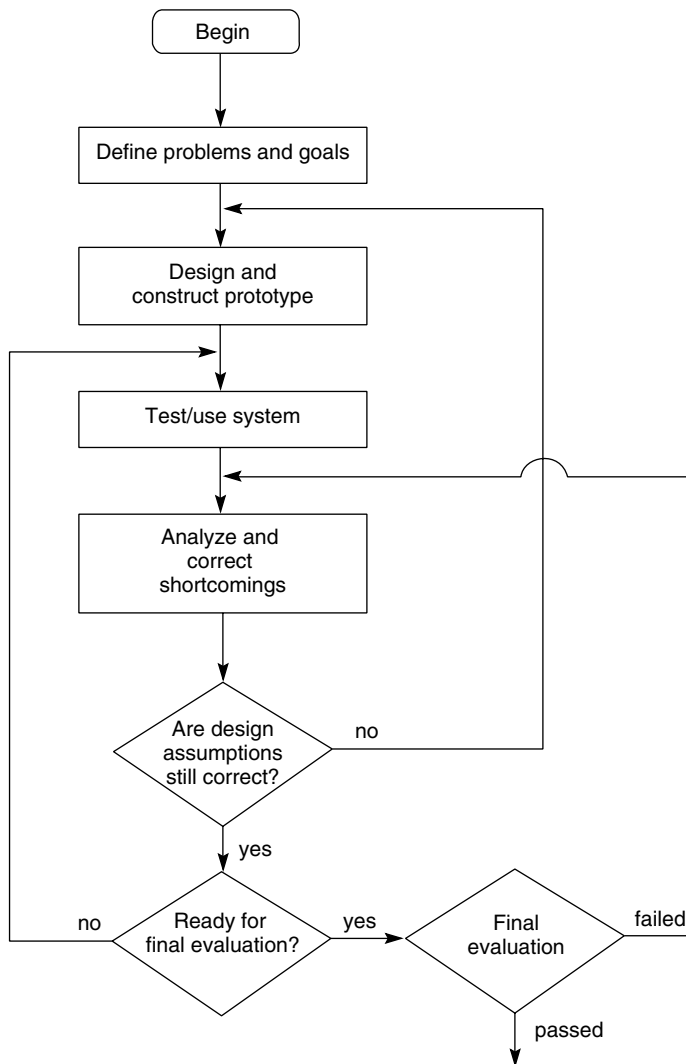 Begin
Define problems and goals
Design and
construct prototype
Test/use system
Analyze and
correct
shortcomings
Are design
assumptions
still correct?
no
yes
no
Ready for
final evaluation?
yes
Final
evaluation
failed
passed